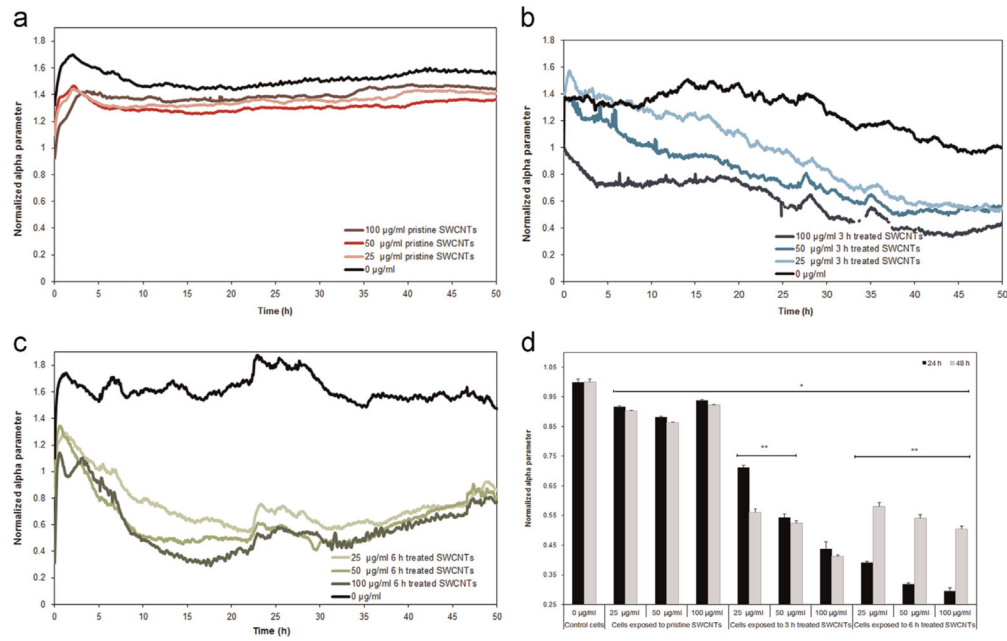 a
Normalized alpha parameter
1.8
1.6
1.4
1.2
1
0.8
0.6
0.4
0.2
0
100 µg/ml pristine SWCNTs
50 µg/ml pristine SWCNTs
25 µg/ml pristine SWCNTs
0 µg/ml
0 5 10 15 20 25 30 35 40 45 50
Time (h)
b
Normalized alpha parameter
1.8
1.6
1.4
1.2
1
0.8
0.6
0.4
0.2
0
100 µg/ml 3 h treated SWCNTs
50 µg/ml 3 h treated SWCNTs
25 µg/ml 3 h treated SWCNTs
0 µg/ml
0 5 10 15 20 25 30 35 40 45 50
Time (h)
c
Normalized alpha parameter
1.8
1.6
1.4
1.2
1
0.8
0.6
0.4
0.2
0
25 µg/ml 6 h treated SWCNTs
50 µg/ml 6 h treated SWCNTs
100 µg/ml 6 h treated SWCNTs
0 µg/ml
0 5 10 15 20 25 30 35 40 45 50
Time (h)
d
Normalized alpha parameter
24 h 48 h
1.05
0.95
0.85
0.75
0.65
0.55
0.45
0.35
0.25
*
**
**
0 µg/ml 25 µg/ml 50 µg/ml 100 µg/ml 25 µg/ml 50 µg/ml 100 µg/ml 25 µg/ml 50 µg/ml 100 µg/ml
Control cells Cells exposed to pristine SWCNTs Cells exposed to 3 h treated SWCNTs Cells exposed to 6 h treated SWCNTs